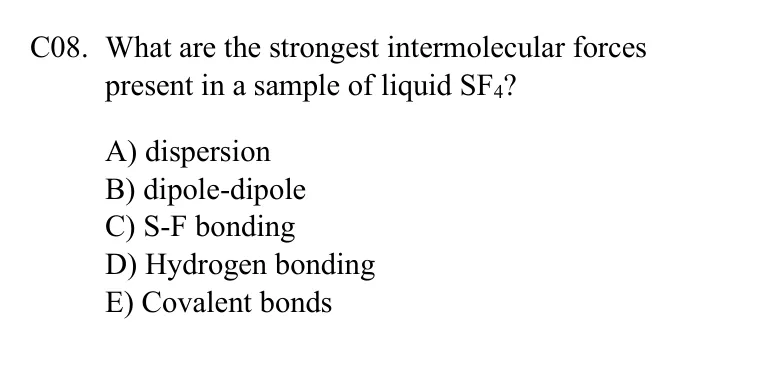 C08. What are the strongest intermolecular forces
present in a sample of liquid SF₄?
A) dispersion
B) dipole-dipole
C) S-F bonding
D) Hydrogen bonding
E) Covalent bonds